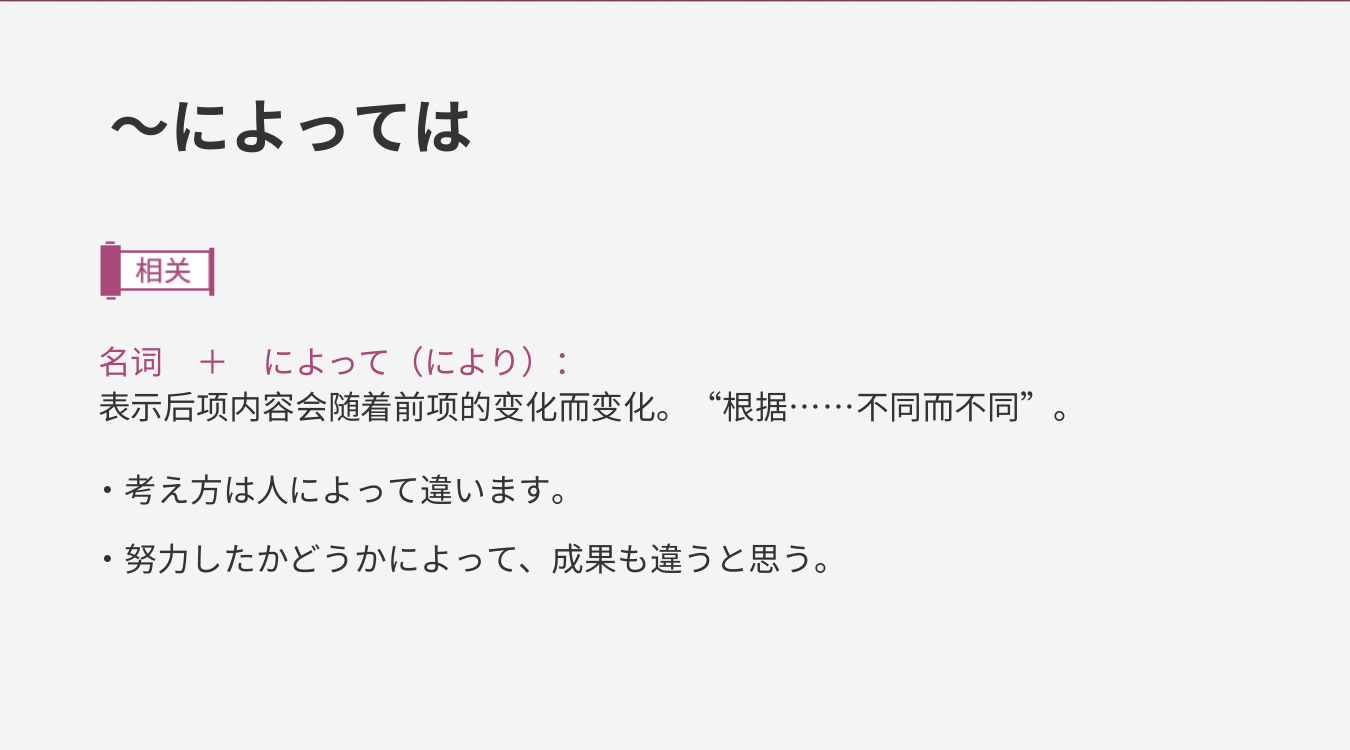 ～によっては
相关
名词　＋　によって（により）：
表示后项内容会随着前项的变化而变化。“根据……不同而不同”。
・考え方は人によって違います。
・努力したかどうかによって、成果も違うと思う。